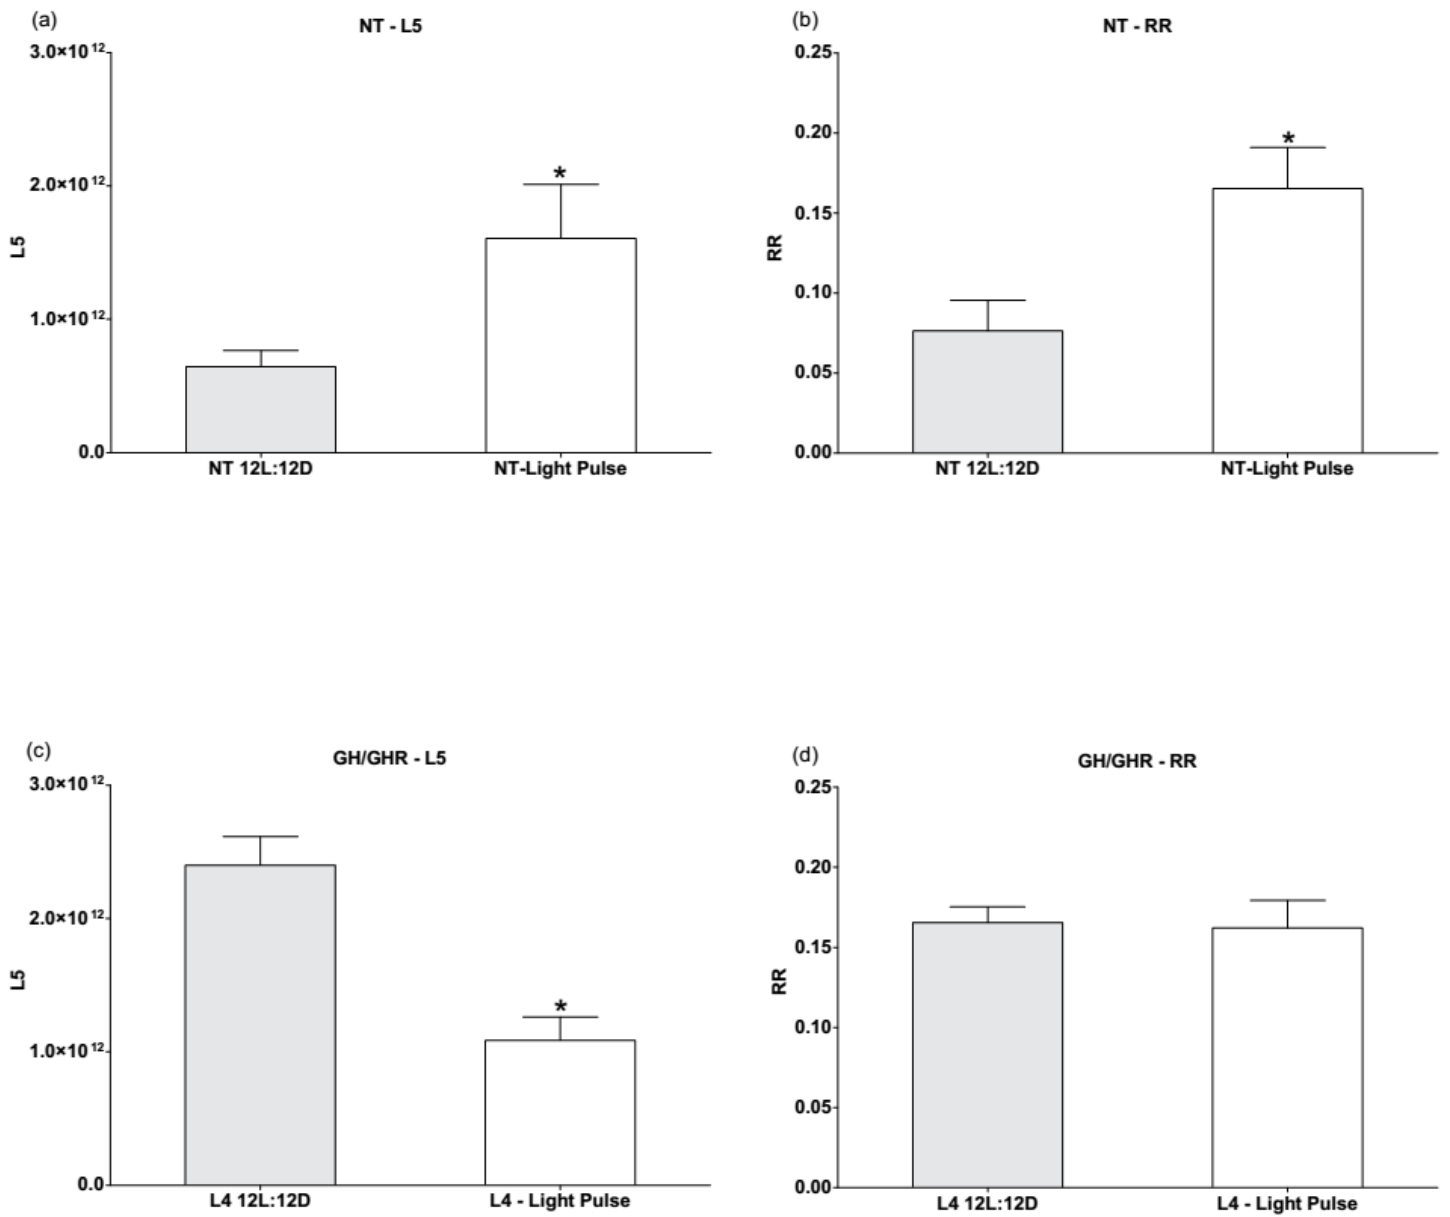 (a)
NT - L5
3.0×10¹²
2.0×10¹²
1.0×10¹²
0.0
L5
*
NT 12L:12D
NT-Light Pulse
(b)
NT - RR
0.25
0.20
0.15
0.10
0.05
0.00
RR
*
NT 12L:12D
NT-Light Pulse
(c)
GH/GHR - L5
3.0×10¹²
2.0×10¹²
1.0×10¹²
0.0
L5
*
L4 12L:12D
L4 - Light Pulse
(d)
GH/GHR - RR
0.25
0.20
0.15
0.10
0.05
0.00
RR
L4 12L:12D
L4 - Light Pulse